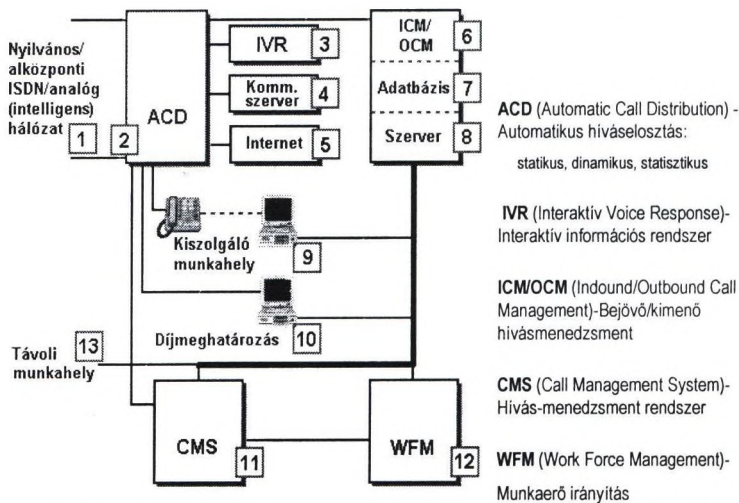 Nyilvános/
alközponti
ISDN/analóg
(intelligens)
hálózat
1
2
ACD
IVR
3
Komm.
szerver
4
Internet
5
ICM/
OCM
6
Adatbázis
7
Szerver
8
Kiszolgáló
munkahely
9
Díjmeghatározás
10
Távoli
munkahely
13
CMS
11
WFM
12
ACD (Automatic Call Distribution) -
Automatikus híváselosztás:
statikus, dinamikus, statisztikus
IVR (Interaktív Voice Response)-
Interaktív információs rendszer
ICM/OCM (Indound/Outbound Call
Management)-Bejövő/kimenő
hívásmenedzsment
CMS (Call Management System)-
Hívás-menedzsment rendszer
WFM (Work Force Management)-
Munkaerő irányítás